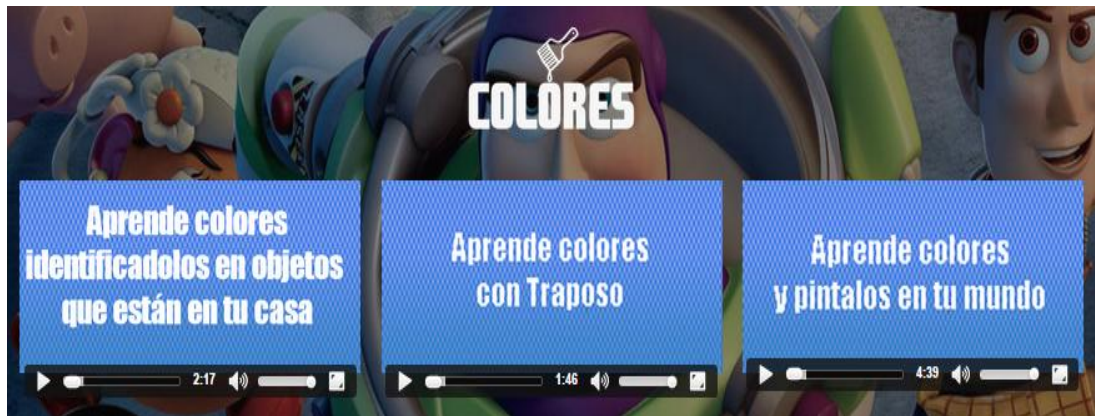 COLORES
Aprende colores
identificadolos en objetos
que están en tu casa
2:17
Aprende colores
con Traposo
1:46
Aprende colores
y pintalos en tu mundo
4:39